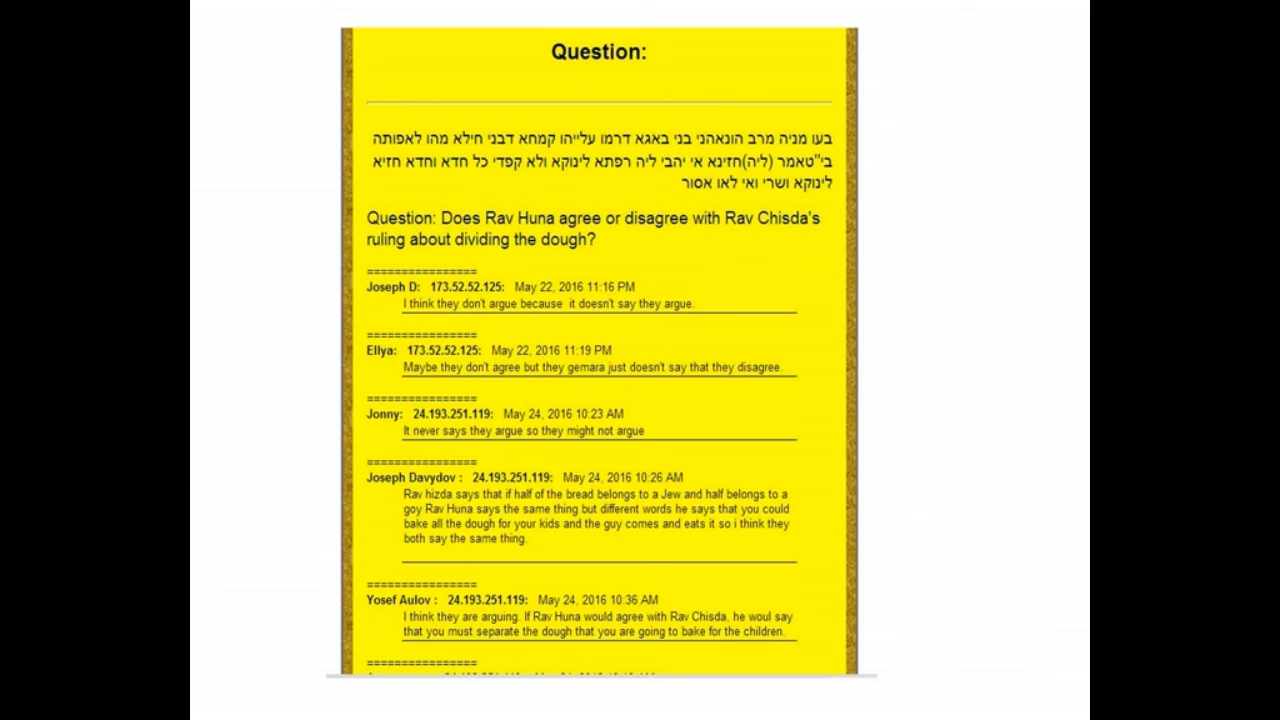 Question:
בעו מניה מרב הונאהני בני באגא דרמו עלייהו קמחא דבני חילא מהו לאפותה
בי"טאמר (ליה)חזינא אי יהבי ליה רפתא לינוקא ולא קפדי כל חדא וחדא חזיא
לינוקא ושרי ואי לאו אסור
Question: Does Rav Huna agree or disagree with Rav Chisda's
ruling about dividing the dough?
================
Joseph D: 173.52.52.125: May 22, 2016 11:16 PM
I think they don't argue because it doesn't say they argue.
================
Ellya: 173.52.52.125: May 22, 2016 11:19 PM
Maybe they don't agree but they gemara just doesn't say that they disagree.
================
Jonny: 24.193.251.119: May 24, 2016 10:23 AM
It never says they argue so they might not argue
================
Joseph Davydov : 24.193.251.119: May 24, 2016 10:26 AM
Rav hizda says that if half of the bread belongs to a Jew and half belongs to a
goy Rav Huna says the same thing but different words he says that you could
bake all the dough for your kids and the guy comes and eats it so i think they
both say the same thing.
================
Yosef Aulov : 24.193.251.119: May 24, 2016 10:36 AM
I think they are arguing. If Rav Huna would agree with Rav Chisda, he woul say
that you must separate the dough that you are going to bake for the children.
================